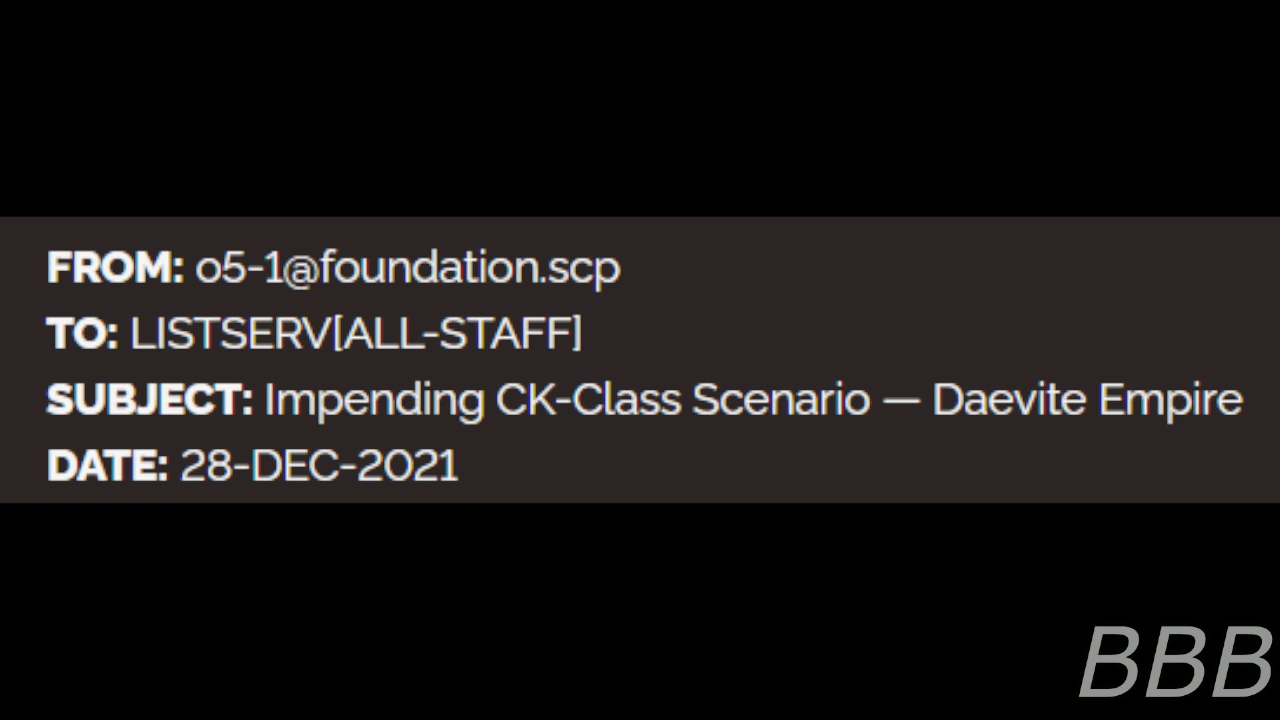 FROM: o5-1@foundation.scp
TO: LISTSERV[ALL-STAFF]
SUBJECT: Impending CK-Class Scenario — Daevite Empire
DATE: 28-DEC-2021
BBB